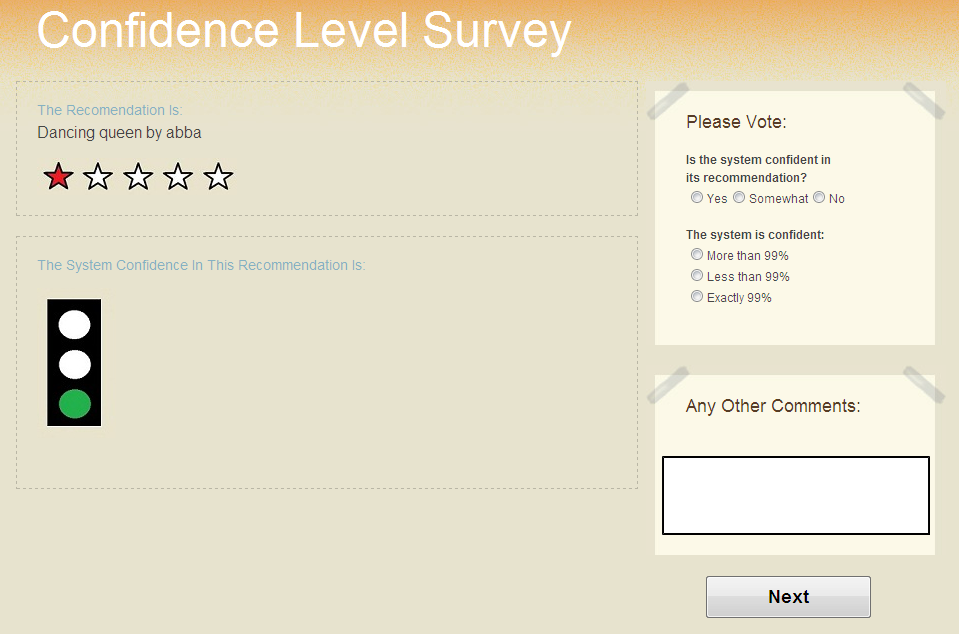 Confidence Level Survey
The Recomendation Is:
Dancing queen by abba
The System Confidence In This Recommendation Is:
Please Vote:
Is the system confident in
its recommendation?
Yes Somewhat No
The system is confident:
More than 99%
Less than 99%
Exactly 99%
Any Other Comments:
Next